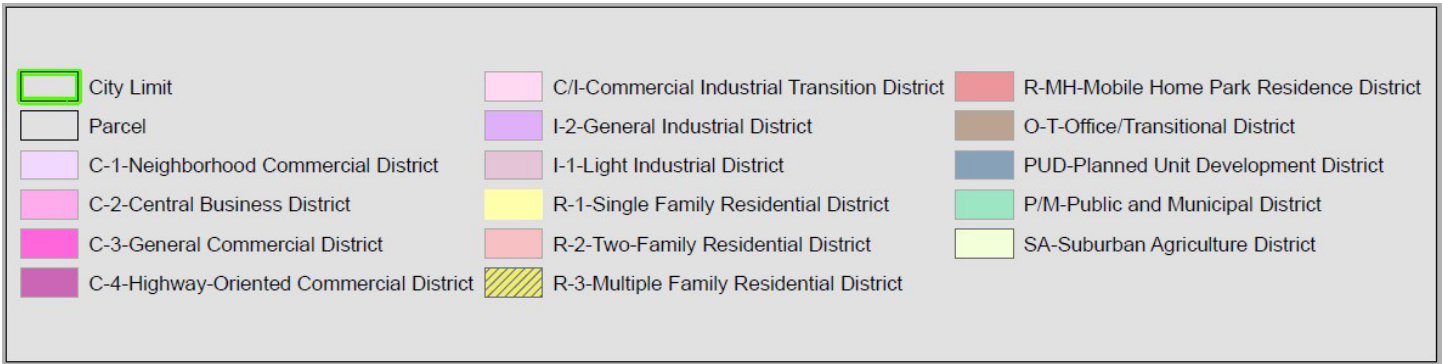 City Limit
Parcel
C-1-Neighborhood Commercial District
C-2-Central Business District
C-3-General Commercial District
C-4-Highway-Oriented Commercial District
C/I-Commercial Industrial Transition District
I-2-General Industrial District
I-1-Light Industrial District
R-1-Single Family Residential District
R-2-Two-Family Residential District
R-3-Multiple Family Residential District
R-MH-Mobile Home Park Residence District
O-T-Office/Transitional District
PUD-Planned Unit Development District
P/M-Public and Municipal District
SA-Suburban Agriculture District